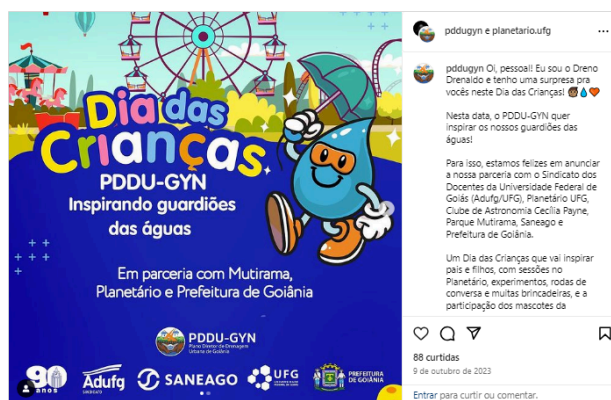 Dia das
Crianças
PDDU-GYN
Inspirando guardiões
das águas
Em parceria com Mutirama,
Planetário e Prefeitura de Goiânia
PDDU-GYN
Plano Diretor de Drenagem
Urbana de Goiânia
90
anos
Adufg
SINDICATO
SANEAGO
UFG
PREFEITURA
DE GOIÂNIA
pddugyn e planetario.ufg
pddugyn Oi, pessoal! Eu sou o Dreno
Drenaldo e tenho uma surpresa pra
vocês neste Dia das Crianças!
Nesta data, o PDDU-GYN quer
inspirar os nossos guardiões das
águas!
Para isso, estamos felizes em anunciar
a nossa parceria com o Sindicato dos
Docentes da Universidade Federal de
Goiás (Adufg/UFG), Planetário UFG,
Clube de Astronomia Cecília Payne,
Parque Mutirama, Saneago e
Prefeitura de Goiânia.
Um Dia das Crianças que vai inspirar
pais e filhos, com sessões no
Planetário, experimentos, rodas de
conversa e muitas brincadeiras, e a
participação dos mascotes da
88 curtidas
9 de outubro de 2023
Entrar para curtir ou comentar.